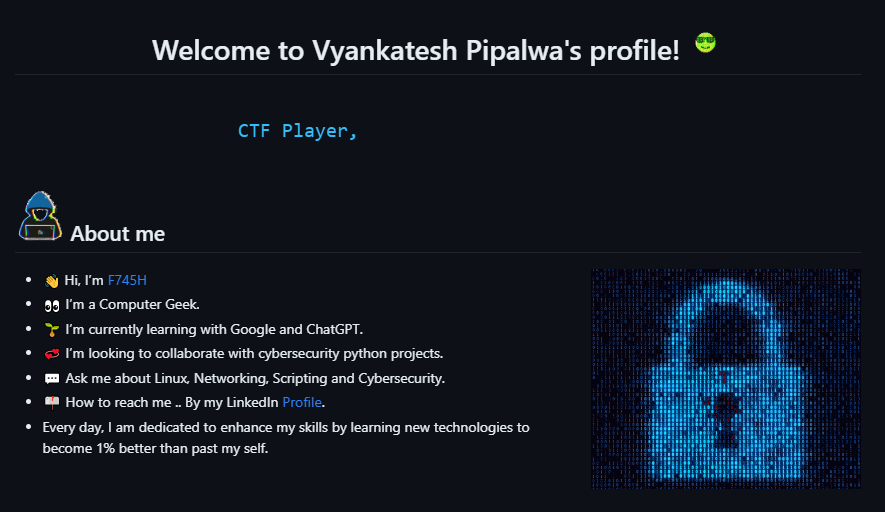 Welcome to Vyankatesh Pipalwa's profile!
CTF Player,
About me
Hi, I'm F745H
I'm a Computer Geek.
I'm currently learning with Google and ChatGPT.
I'm looking to collaborate with cybersecurity python projects.
Ask me about Linux, Networking, Scripting and Cybersecurity.
How to reach me .. By my LinkedIn Profile.
Every day, I am dedicated to enhance my skills by learning new technologies to
become 1% better than past my self.